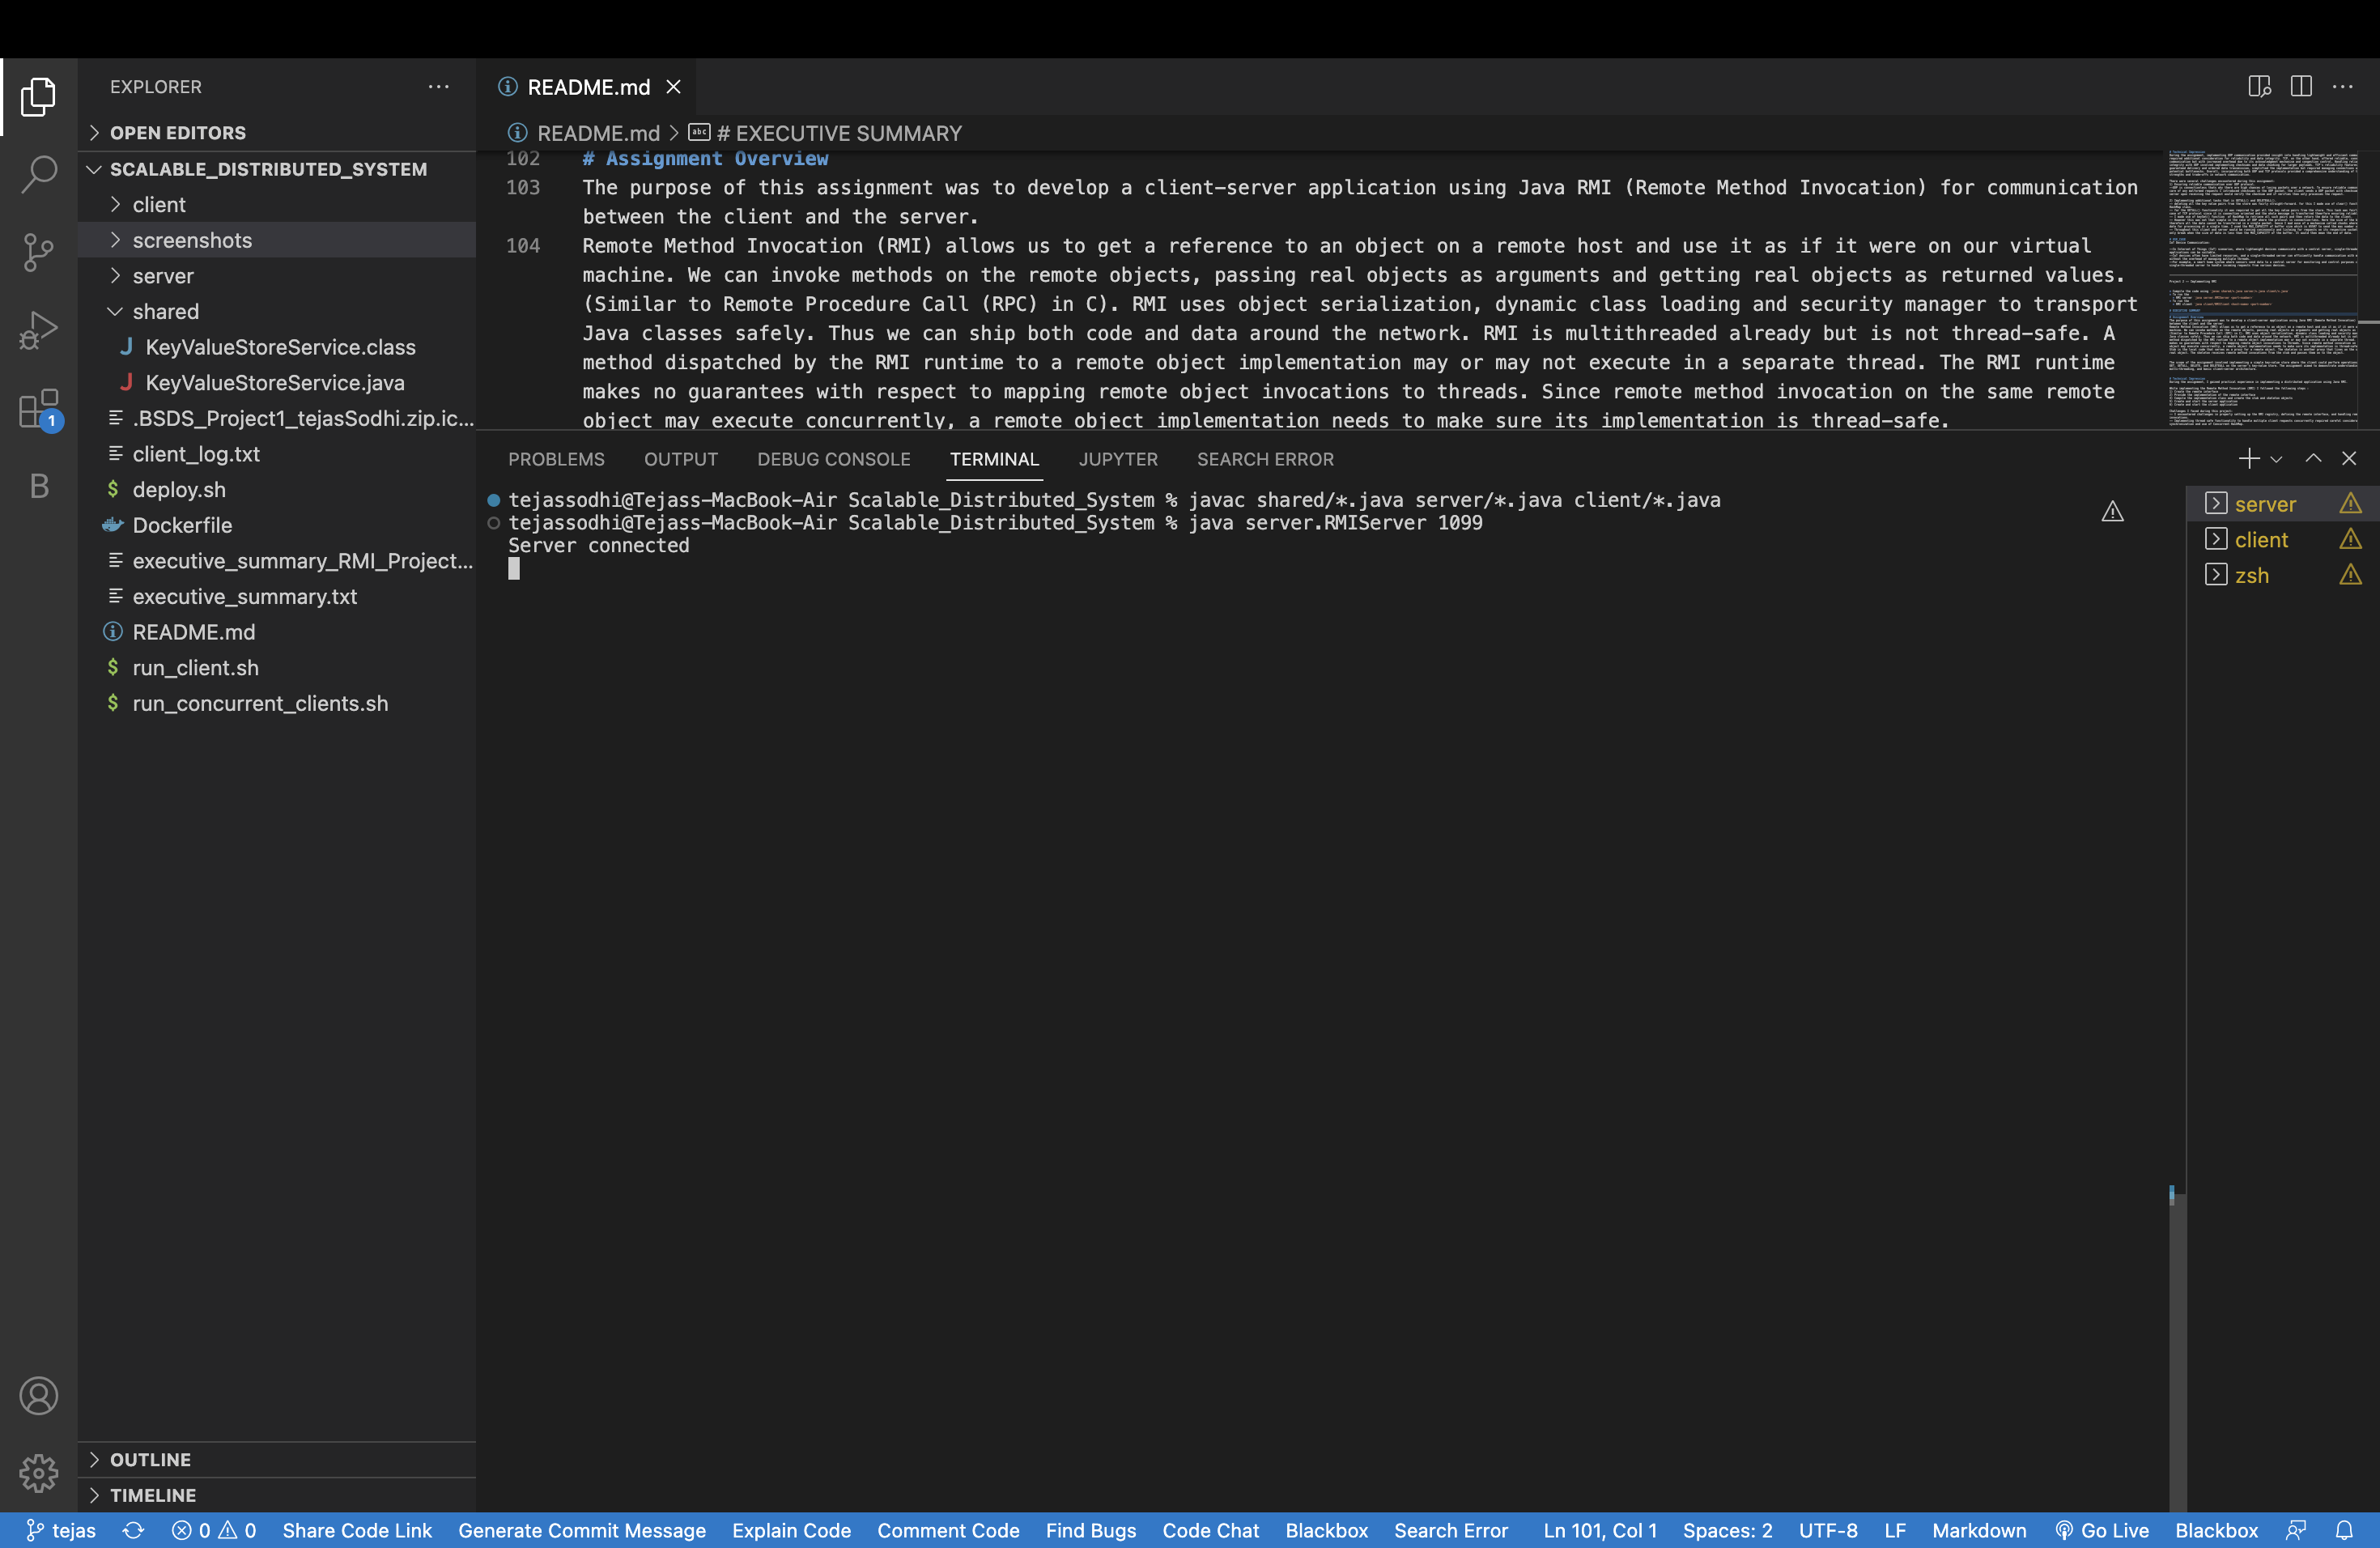 EXPLORER
README.md
OPEN EDITORS
README.md > abc # EXECUTIVE SUMMARY
SCALABLE_DISTRIBUTED_SYSTEM
client
screenshots
server
shared
KeyValueStoreService.class
KeyValueStoreService.java
.BSDS_Project1_tejasSodhi.zip.ic...
client_log.txt
deploy.sh
Dockerfile
executive_summary_RMI_Project...
executive_summary.txt
README.md
run_client.sh
run_concurrent_clients.sh
OUTLINE
TIMELINE
1
B
102 # Assignment Overview
103 The purpose of this assignment was to develop a client-server application using Java RMI (Remote Method Invocation) for communication
between the client and the server.
104 Remote Method Invocation (RMI) allows us to get a reference to an object on a remote host and use it as if it were on our virtual
machine. We can invoke methods on the remote objects, passing real objects as arguments and getting real objects as returned values.
(Similar to Remote Procedure Call (RPC) in C). RMI uses object serialization, dynamic class loading and security manager to transport
Java classes safely. Thus we can ship both code and data around the network. RMI is multithreaded already but is not thread-safe. A
method dispatched by the RMI runtime to a remote object implementation may or may not execute in a separate thread. The RMI runtime
makes no guarantees with respect to mapping remote object invocations to threads. Since remote method invocation on the same remote
object may execute concurrently, a remote object implementation needs to make sure its implementation is thread-safe.
PROBLEMS OUTPUT DEBUG CONSOLE TERMINAL JUPYTER SEARCH ERROR
tejassodhi@Tejass-MacBook-Air Scalable_Distributed_System % javac shared/*.java server/*.java client/*.java
tejassodhi@Tejass-MacBook-Air Scalable_Distributed_System % java server.RMIServer 1099
Server connected
server
client
zsh
tejas 0 0 Share Code Link Generate Commit Message Explain Code Comment Code Find Bugs Code Chat Blackbox Search Error Ln 101, Col 1 Spaces: 2 UTF-8 LF Markdown Go Live Blackbox